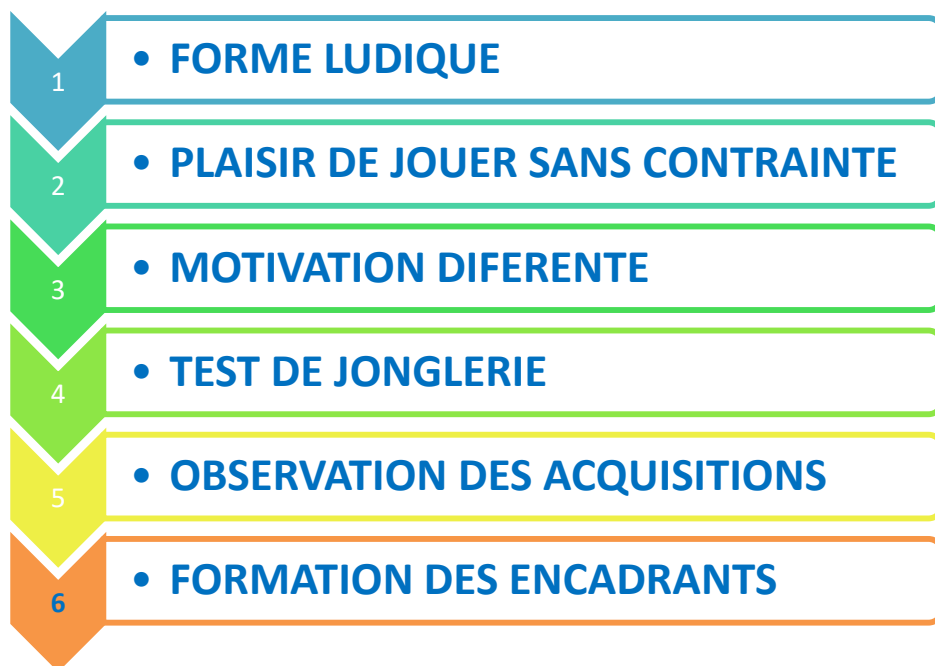 1 • FORME LUDIQUE
2 • PLAISIR DE JOUER SANS CONTRAINTE
3 • MOTIVATION DIFERENTE
4 • TEST DE JONGLERIE
5 • OBSERVATION DES ACQUISITIONS
6 • FORMATION DES ENCADRANTS